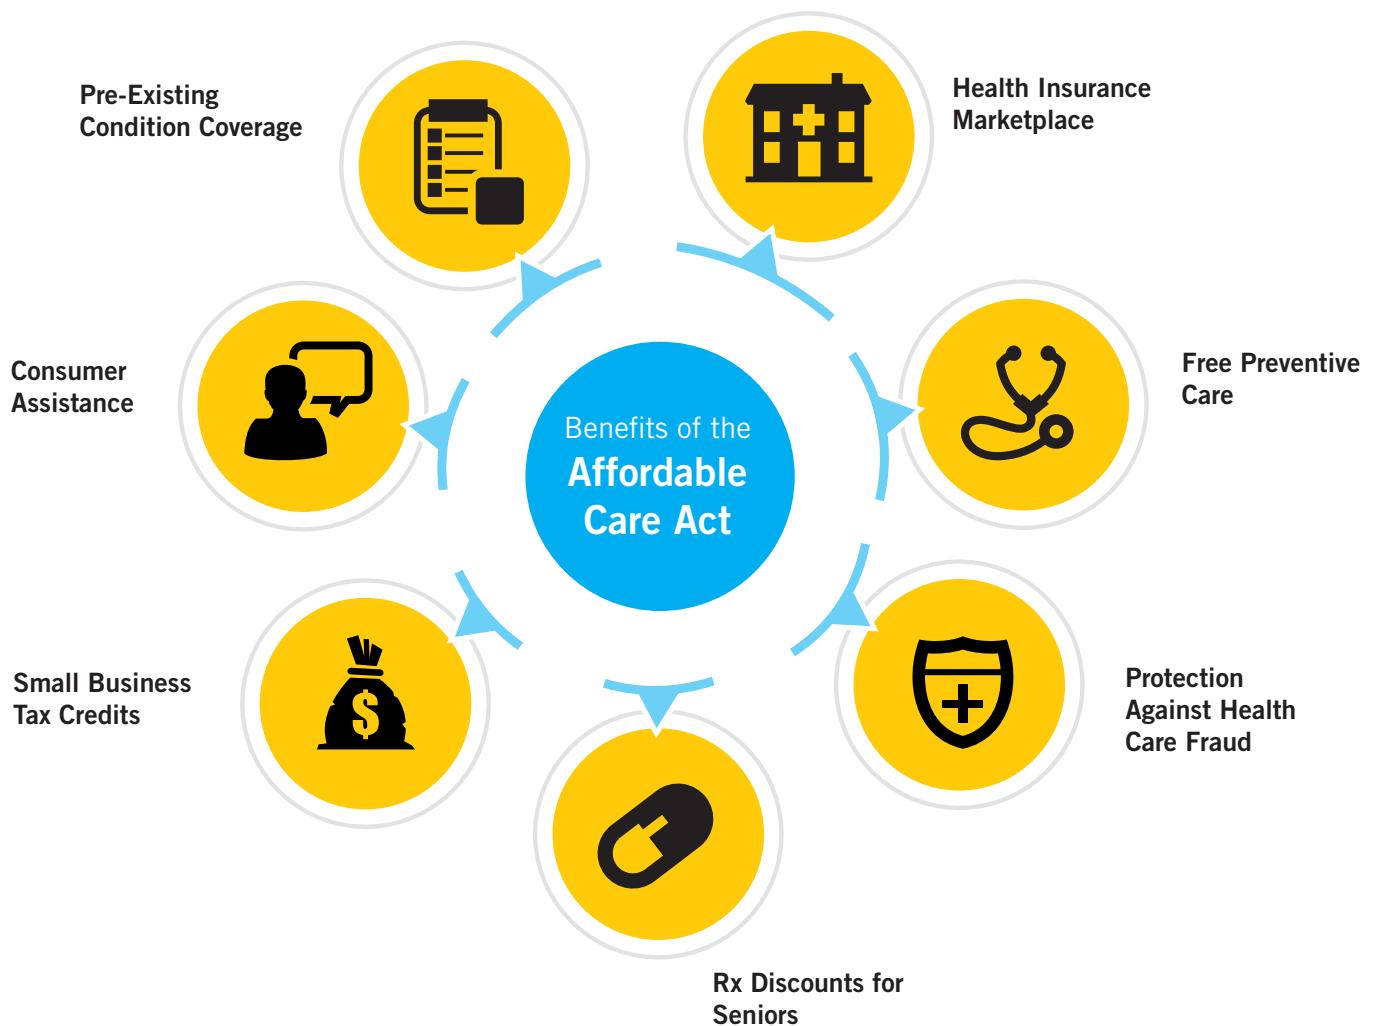 Pre-Existing
Condition Coverage
Health Insurance
Marketplace
Consumer
Assistance
Free Preventive
Care
Benefits of the
Affordable
Care Act
Small Business
Tax Credits
$
Protection
Against Health
Care Fraud
Rx Discounts for
Seniors